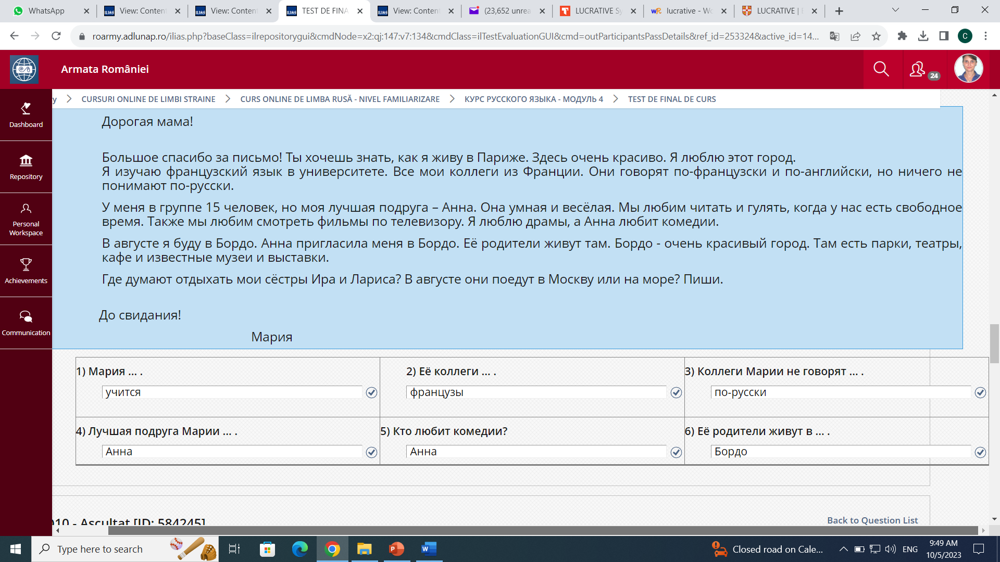 WhatsApp
View: Conten
View: Conten
TEST DE FINA
View: Conten
(23,652 unrea
LUCRATIVE Sy
lucrative - Wo
LUCRATIVE |
roarmy.adlunap.ro/ilias.php?baseClass=ilrepositorygui&cmdNode=x2:qj:147:v7:134&cmdClass=ilTestEvaluationGUI&cmd=outParticipantsPassDetails&ref_id=253324&active_id=14...
C
Armata României
24
y > CURSURI ONLINE DE LIMBI STRAINE > CURS ONLINE DE LIMBA RUSĂ - NIVEL FAMILIARIZARE > КУРС РУССКОГО ЯЗЫКА - МОДУЛЬ 4 > TEST DE FINAL DE CURS
Dashboard
Repository
Personal
Workspace
Achievements
Communication
Дорогая мама!
Большое спасибо за письмо! Ты хочешь знать, как я живу в Париже. Здесь очень красиво. Я люблю этот город.
Я изучаю французский язык в университете. Все мои коллеги из Франции. Они говорят по-французски и по-английски, но ничего не
понимают по-русски.
У меня в группе 15 человек, но моя лучшая подруга – Анна. Она умная и весёлая. Мы любим читать и гулять, когда у нас есть свободное
время. Также мы любим смотреть фильмы по телевизору. Я люблю драмы, а Анна любит комедии.
В августе я буду в Бордо. Анна пригласила меня в Бордо. Её родители живут там. Бордо - очень красивый город. Там есть парки, театры,
кафе и известные музеи и выставки.
Где думают отдыхать мои сёстры Ира и Лариса? В августе они поедут в Москву или на море? Пиши.
До свидания!
Мария
1) Мария ... .
учится
2) Её коллеги ... .
французы
3) Коллеги Марии не говорят ... .
по-русски
4) Лучшая подруга Марии ... .
Анна
5) Кто любит комедии?
Анна
6) Её родители живут в ... .
Бордо
010 - Ascultat [ID: 584245]
Back to Question List
Type here to search
Closed road on Cale...
ENG
9:49 AM
10/5/2023